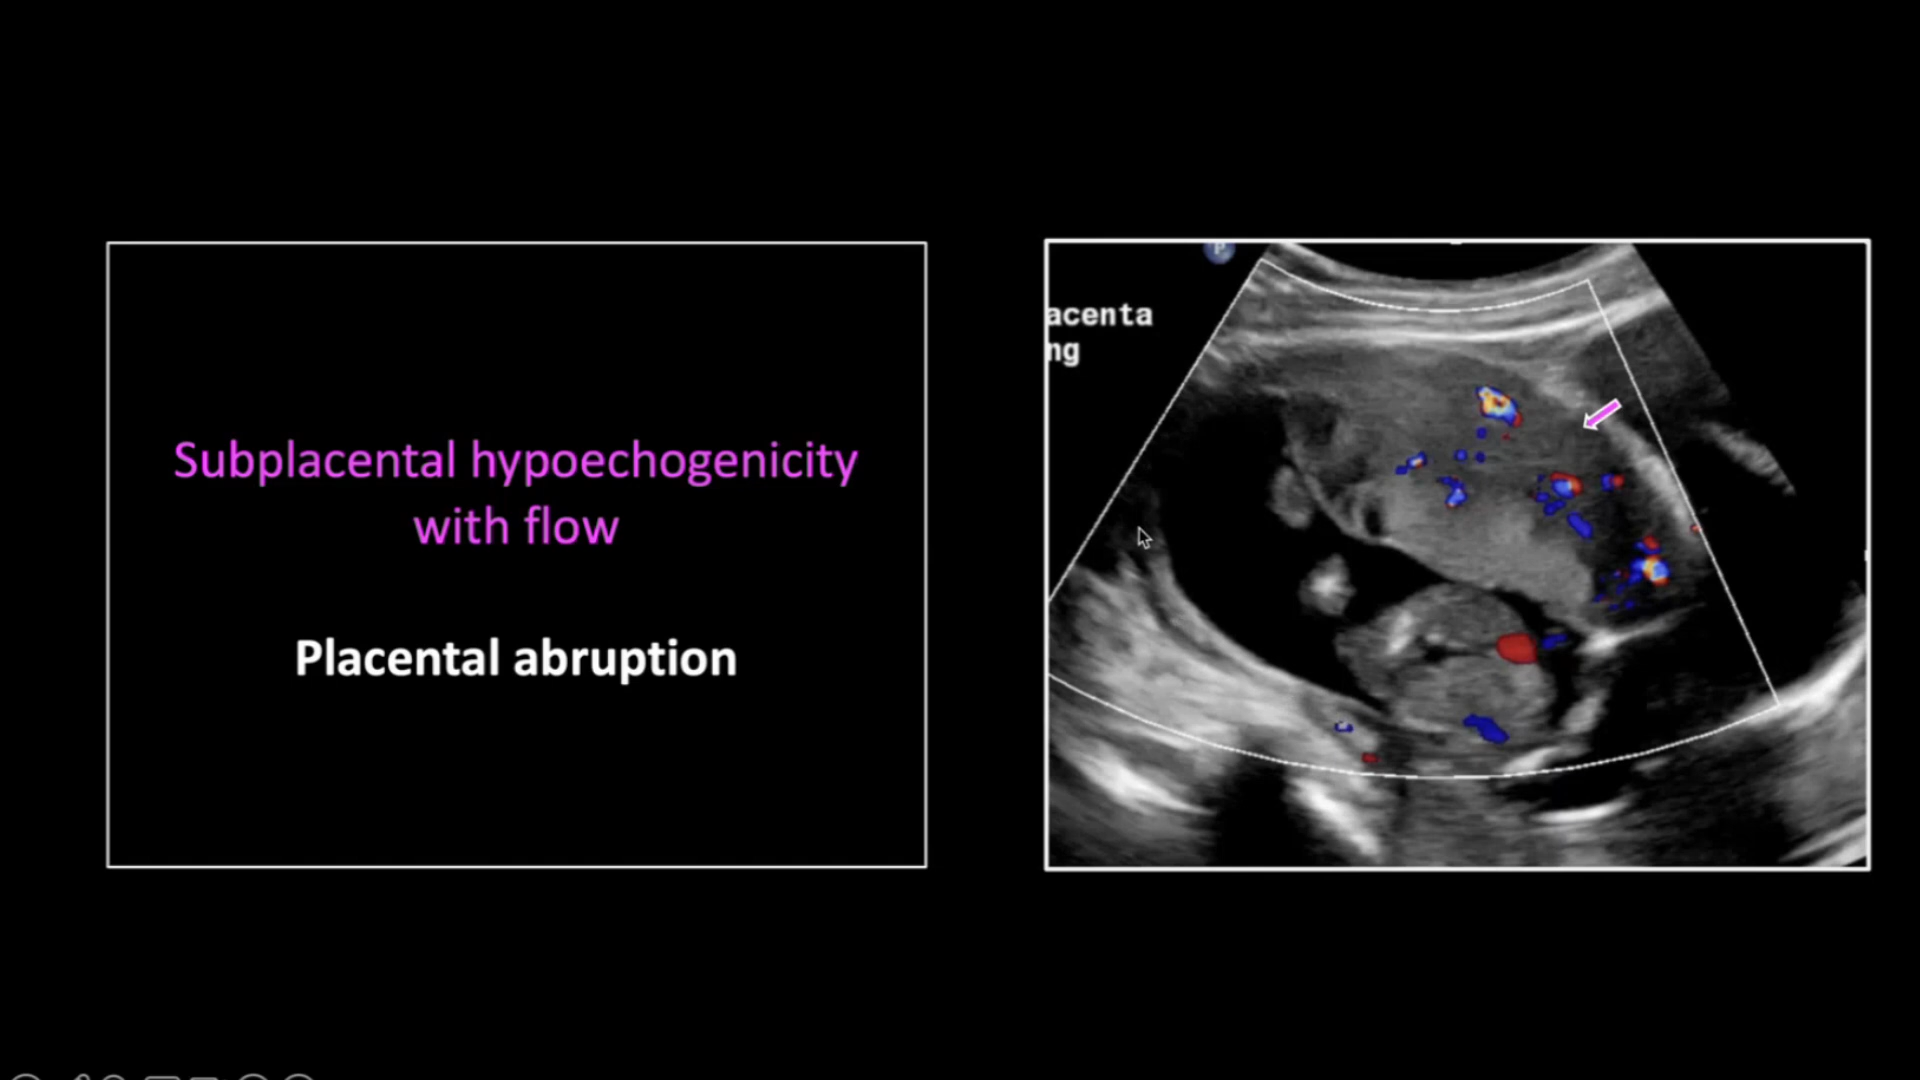 Subplacental hypoechogenicity
with flow
Placental abruption
P
acenta
ng